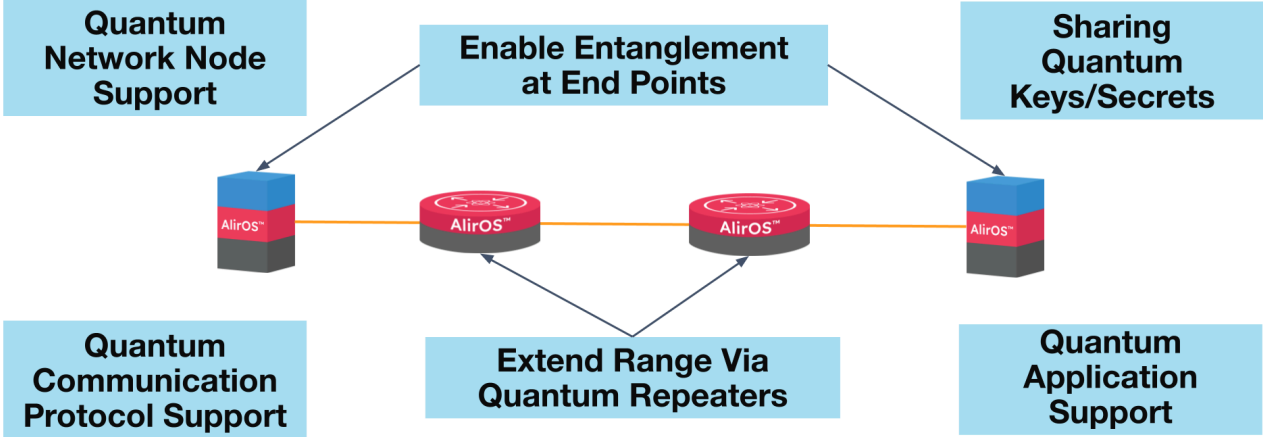 Quantum
Network Node
Support
Enable Entanglement
at End Points
Sharing
Quantum
Keys/Secrets
AlirOS™
AlirOS™
AlirOS™
AlirOS™
Quantum
Communication
Protocol Support
Extend Range Via
Quantum Repeaters
Quantum
Application
Support